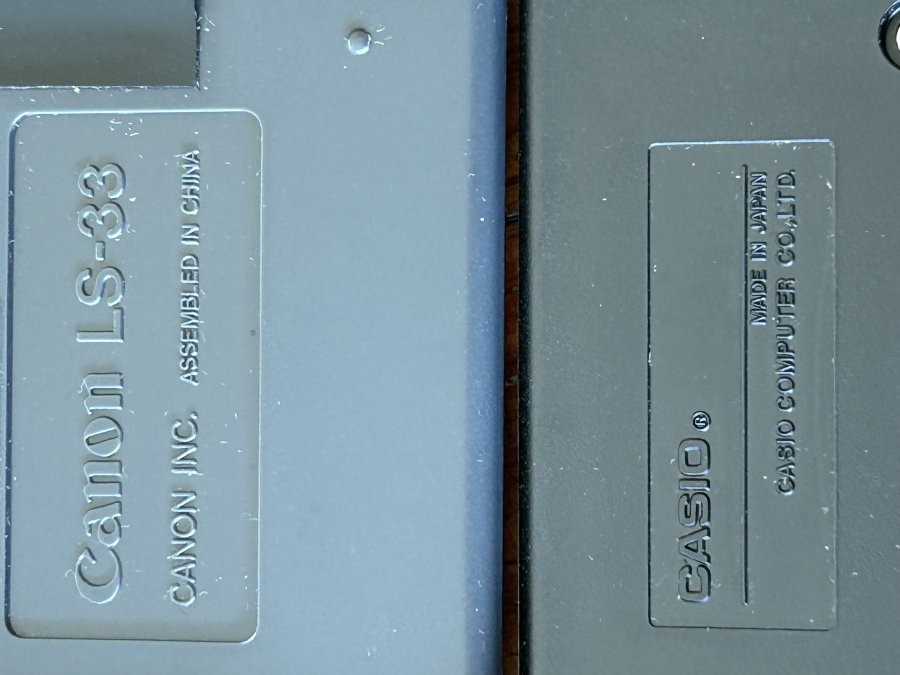 Canon LS-33
CANON INC. ASSEMBLED IN CHINA
CASIO®
MADE IN JAPAN
CASIO COMPUTER CO.,LTD.